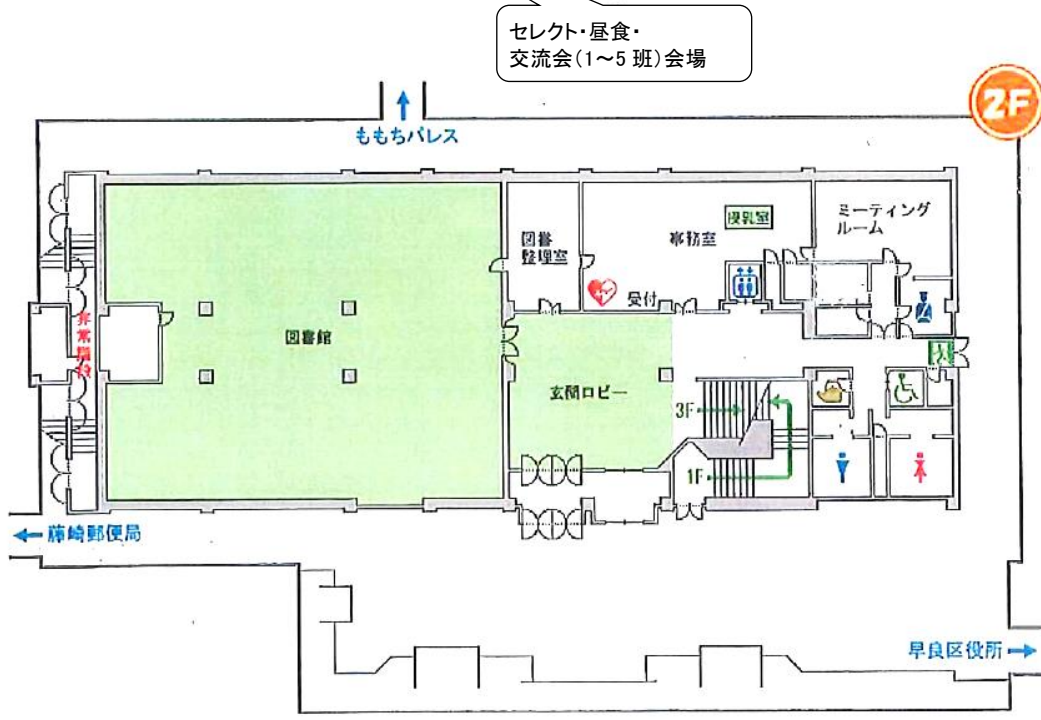 セレクト・昼食・
交流会(1~5 班)会場
2F
ももちパレス
図書
整理室
事務室
授乳室
ミーティング
ルーム
受付
非常階段
図書館
玄関ロビー
3F
1F
藤崎郵便局
早良区役所